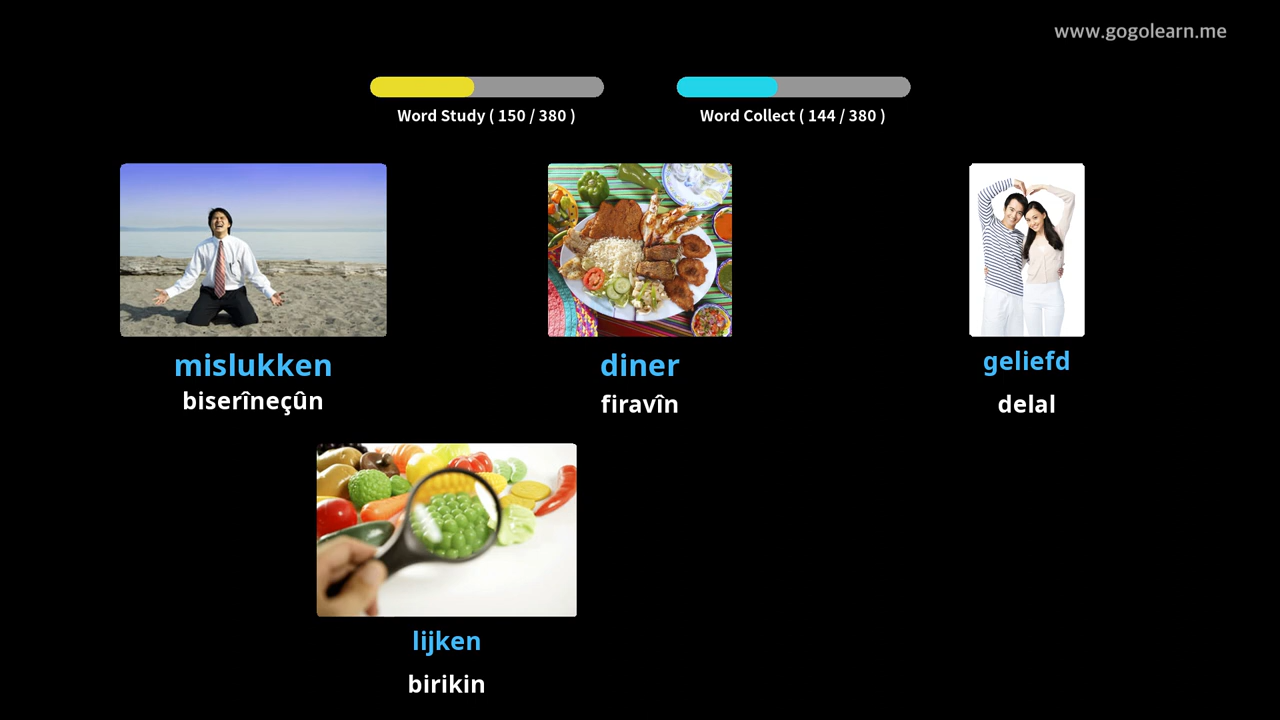 www.gogolearn.me
Word Study ( 150 / 380 )
Word Collect ( 144 / 380 )
mislukken
biserîneçûn
diner
firavîn
geliefd
delal
lijken
birikin